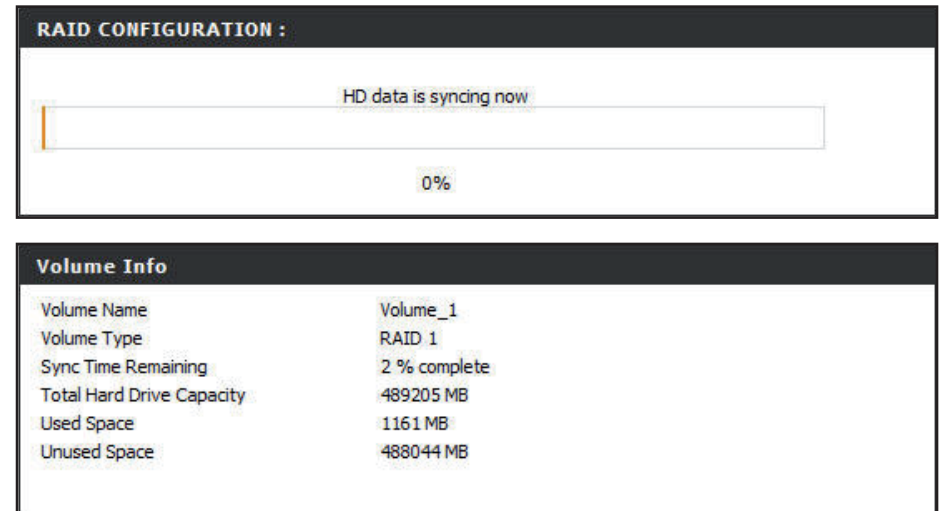 RAID CONFIGURATION :
HD data is syncing now
0%
Volume Info
Volume Name Volume_1
Volume Type RAID 1
Sync Time Remaining 2 % complete
Total Hard Drive Capacity 489205 MB
Used Space 1161 MB
Unused Space 488044 MB